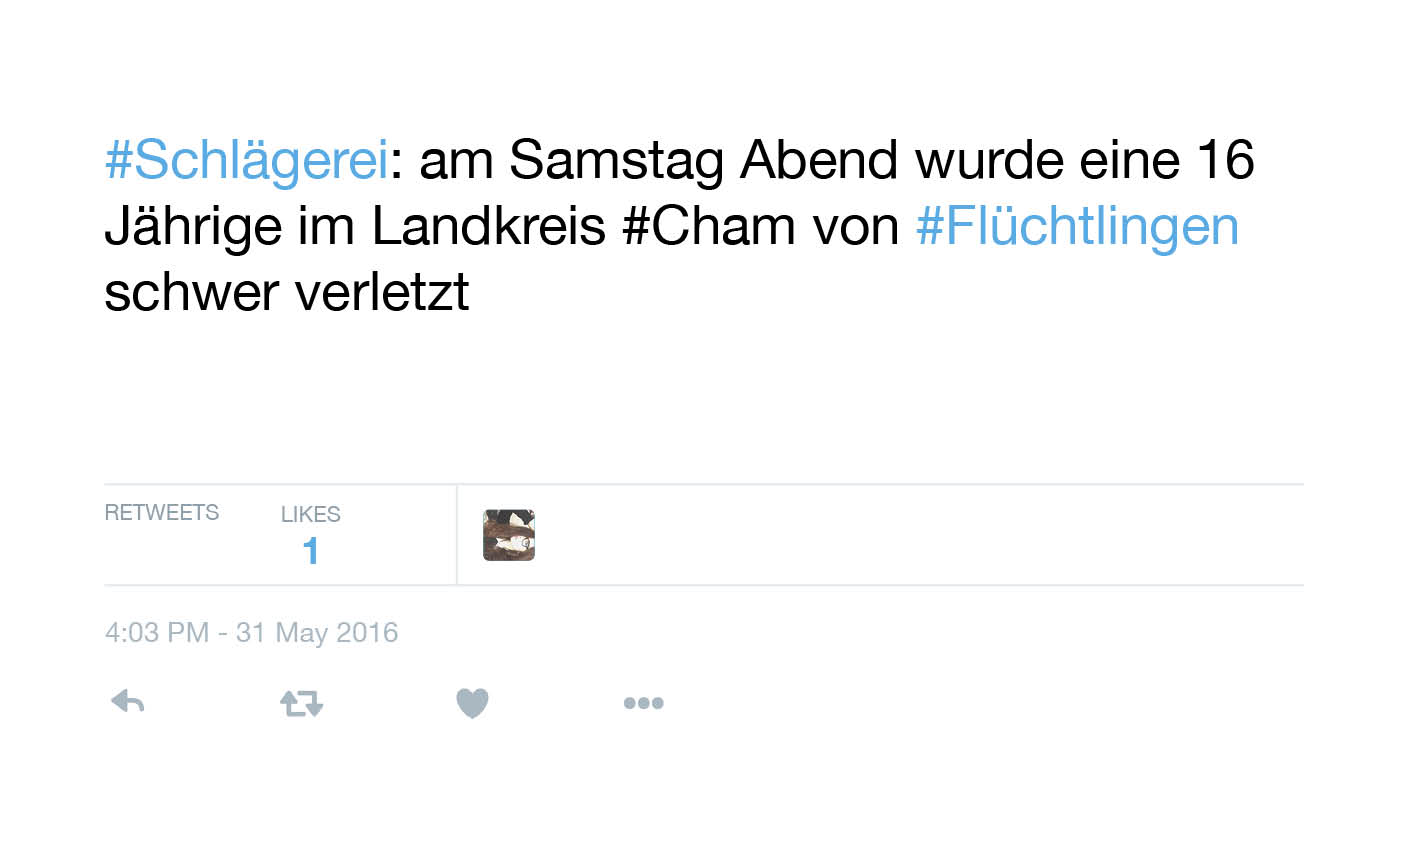 #Schlägerei: am Samstag Abend wurde eine 16
Jährige im Landkreis #Cham von #Flüchtlingen
schwer verletzt
RETWEETS LIKES
1
4:03 PM - 31 May 2016